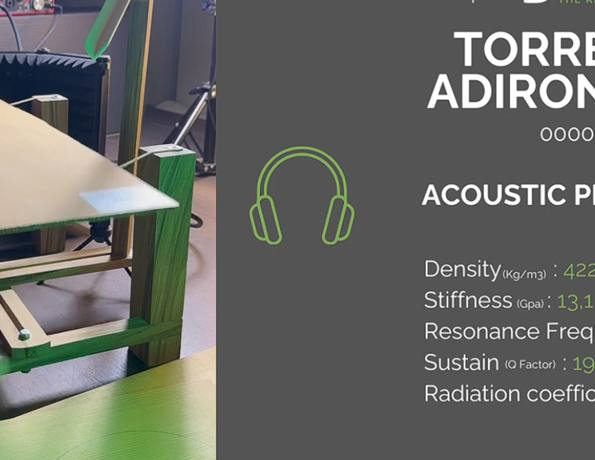 TORRE
ADIRON
0000
ACOUSTIC P
Density (Kg/m3) : 422
Stiffness (Gpa) : 13,1
Resonance Freq
Sustain (Q Factor) : 19
Radiation coeffic